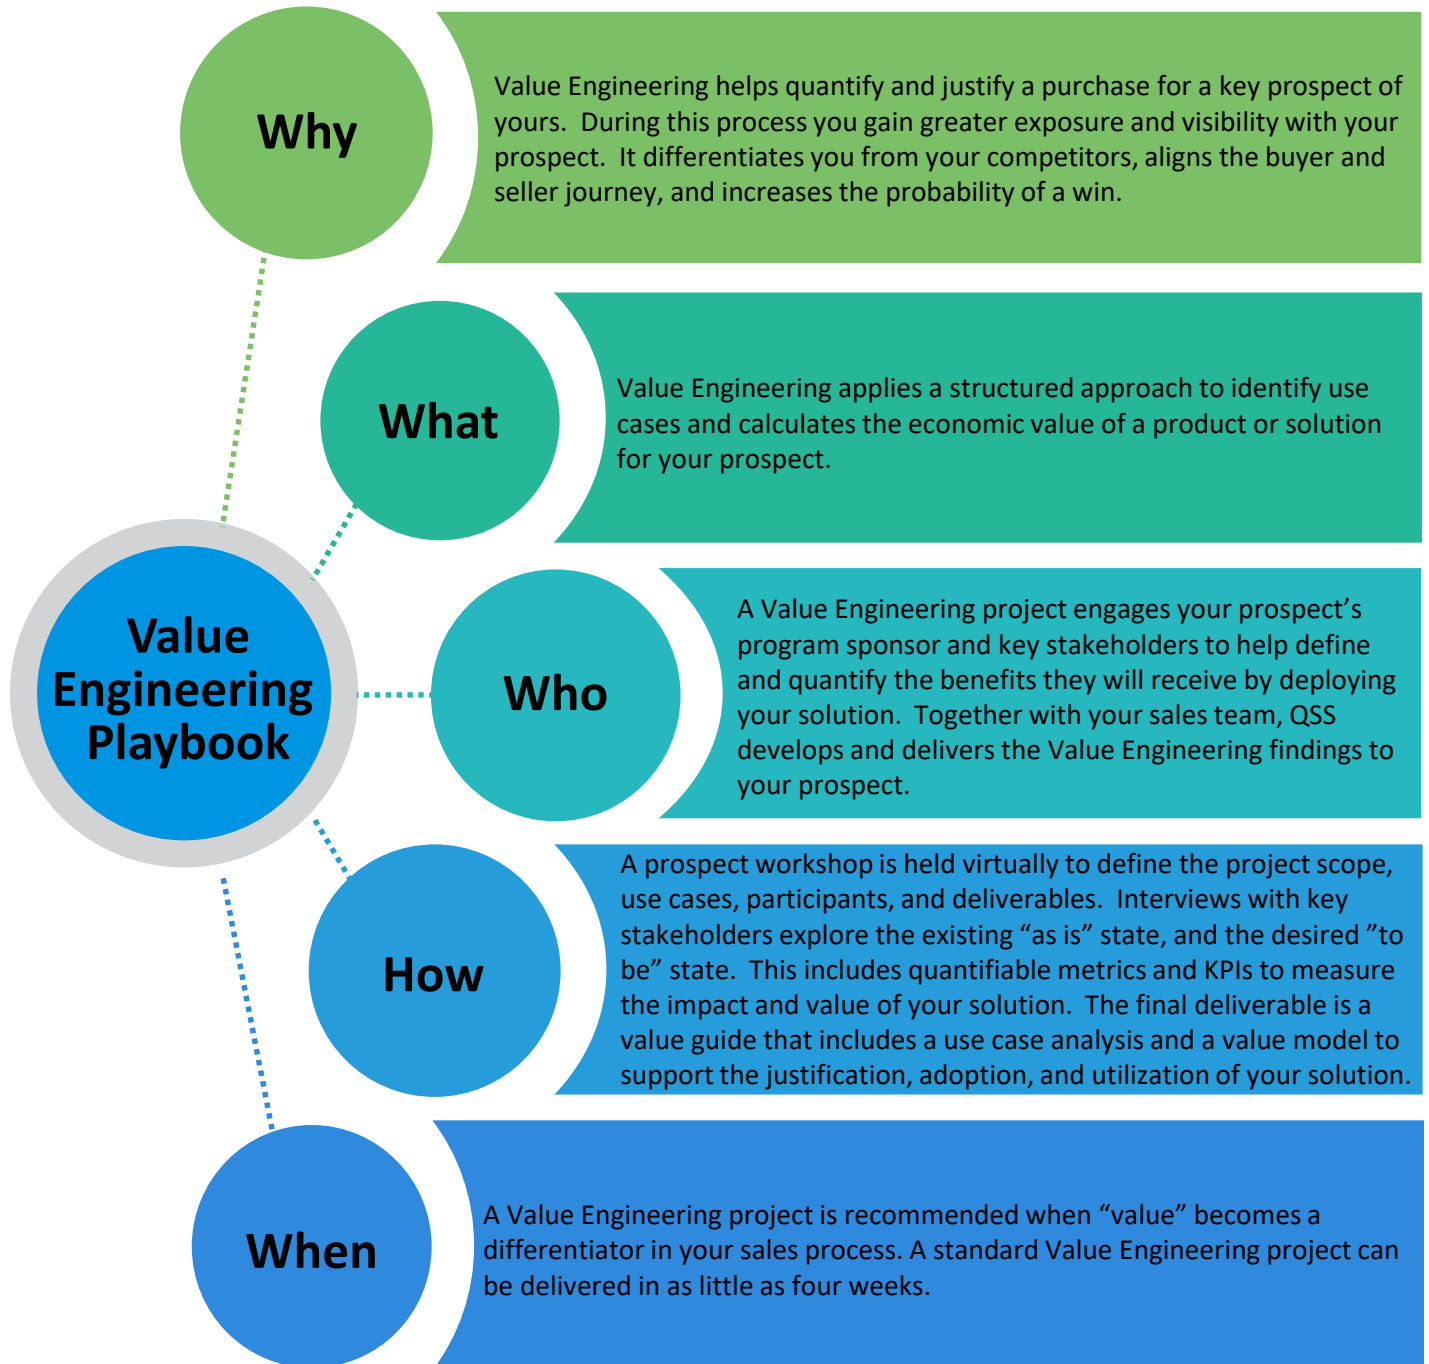 Why
Value Engineering helps quantify and justify a purchase for a key prospect of
yours.  During this process you gain greater exposure and visibility with your
prospect.  It differentiates you from your competitors, aligns the buyer and
seller journey, and increases the probability of a win.
What
Value Engineering applies a structured approach to identify use
cases and calculates the economic value of a product or solution
for your prospect.
Value
Engineering
Playbook
Who
A Value Engineering project engages your prospect’s
program sponsor and key stakeholders to help define
and quantify the benefits they will receive by deploying
your solution.  Together with your sales team, QSS
develops and delivers the Value Engineering findings to
your prospect.
How
A prospect workshop is held virtually to define the project scope,
use cases, participants, and deliverables.  Interviews with key
stakeholders explore the existing “as is” state, and the desired ”to
be” state.  This includes quantifiable metrics and KPIs to measure
the impact and value of your solution.  The final deliverable is a
value guide that includes a use case analysis and a value model to
support the justification, adoption, and utilization of your solution.
When
A Value Engineering project is recommended when “value” becomes a
differentiator in your sales process. A standard Value Engineering project can
be delivered in as little as four weeks.